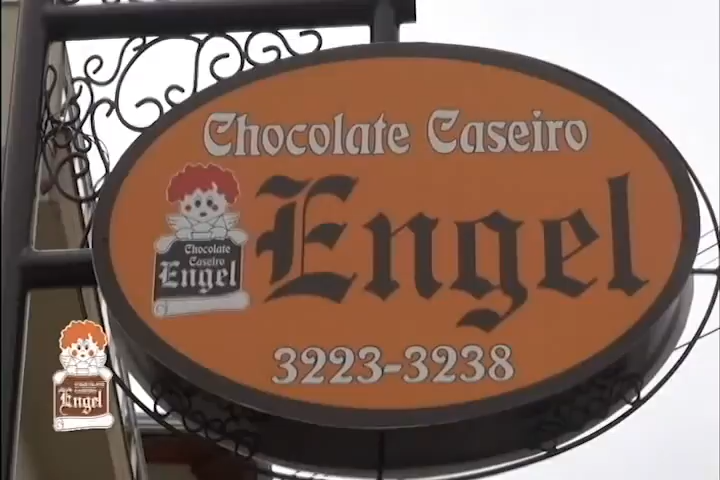 Chocolate Caseiro
Engel
Chocolate
Caseiro
Engel
3223-3238
CHOCOLATE
CASEIRO
Engel